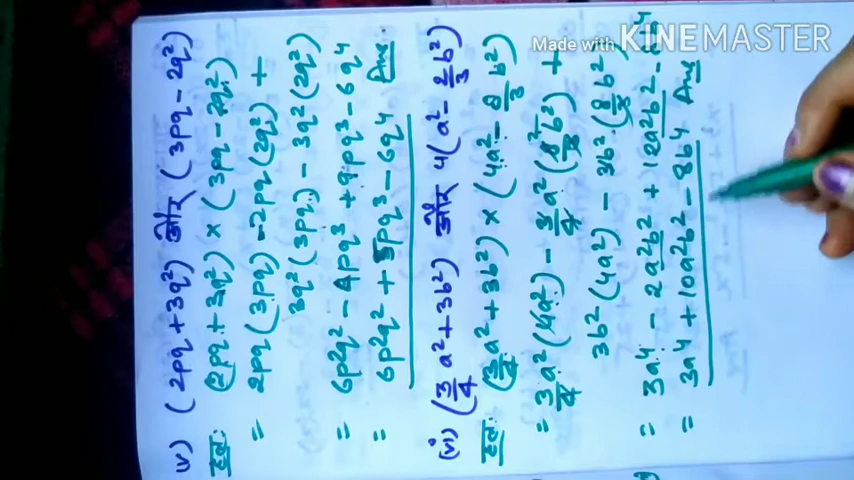 Made with KINEMASTER
(v) (2pq + 3q²) और (3pq - 2q²)
हल: (2pq + 3q²) × (3pq - 2q²)
= 2pq (3pq) - 2pq (2q²) +
3q² (3pq) - 3q² (2q²)
= 6p²q² - 4pq³ + 9pq³ - 6q⁴
= 6p²q² + 5pq³ - 6q⁴ Ans
(vi) (3/4 a² + 3b²) और 4(a² - 2/3 b²)
हल: (3/4 a² + 3b²) × (4a² - 8/3 b²)
= 3/4 a² (4a²) - 3/4 a² (8/3 b²) +
3b² (4a²) - 3b² (8/3 b²)
= 3a⁴ - 2a²b² + 12a²b² - 8b⁴
= 3a⁴ + 10a²b² - 8b⁴ Ans